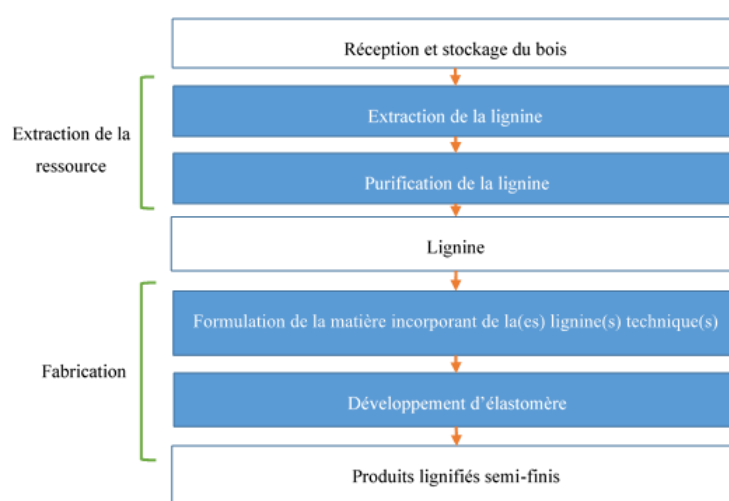 Réception et stockage du bois
Extraction de la lignine
Extraction de la
ressource
Purification de la lignine
Lignine
Formulation de la matière incorporant de la(es) lignine(s) technique(s)
Fabrication
Développement d'élastomère
Produits lignifiés semi-finis